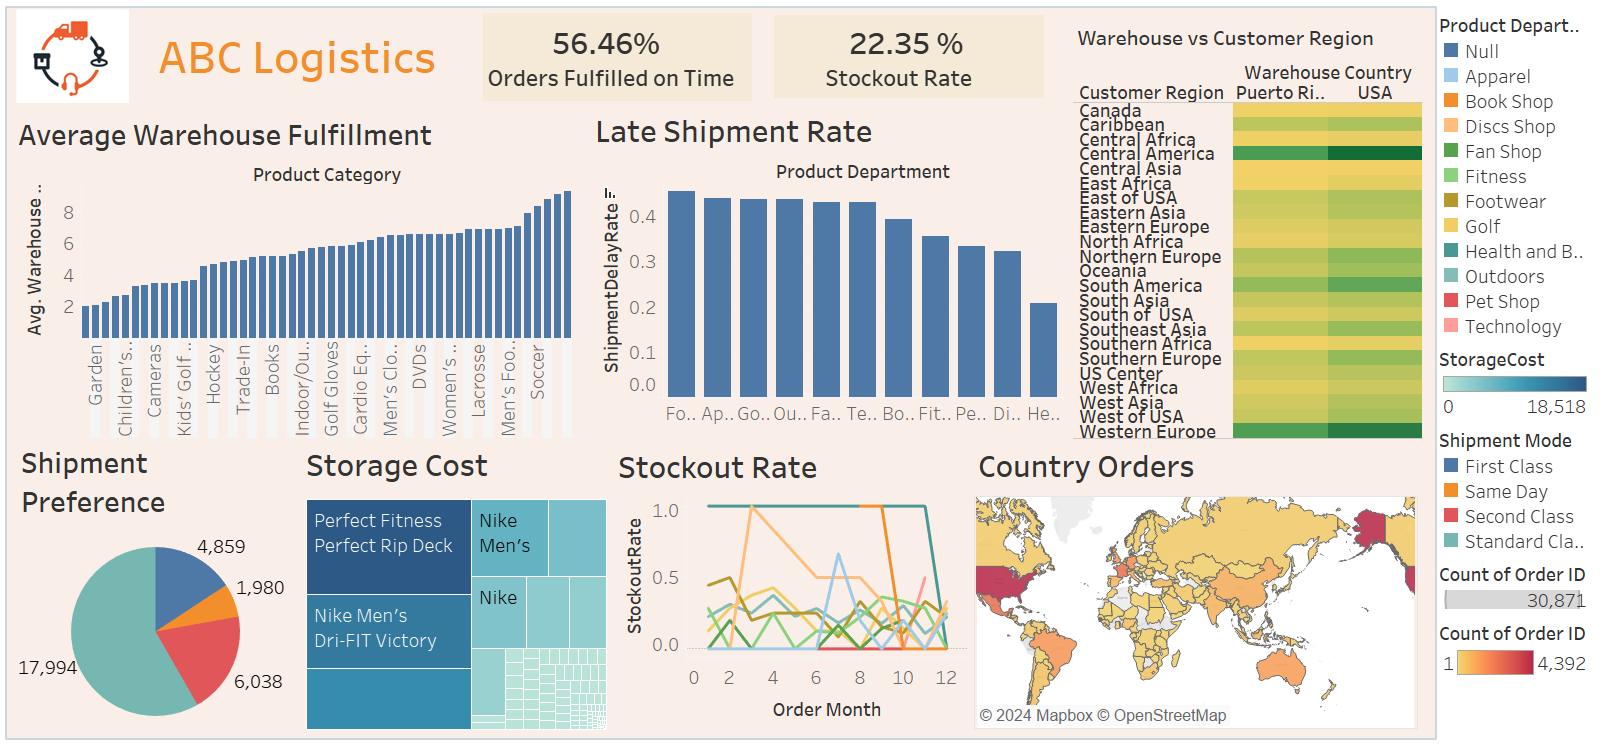 ABC Logistics
56.46%
Orders Fulfilled on Time
22.35 %
Stockout Rate
Warehouse vs Customer Region
Warehouse Country
Customer Region Puerto Ri.. USA
Canada
Caribbean
Central Africa
Central America
Central Asia
East Africa
East of USA
Eastern Asia
Eastern Europe
North Africa
Northern Europe
Oceania
South America
South Asia
South of USA
Southeast Asia
Southern Africa
Southern Europe
US Center
West Africa
West Asia
West of USA
Western Europe
Average Warehouse Fulfillment
Product Category
Avg. Warehouse ..
8
6
4
2
Garden
Children's..
Cameras
Kids' Golf ..
Hockey
Trade-In
Books
Indoor/Ou..
Golf Gloves
Cardio Eq..
Men's Clo..
DVDs
Women's ..
Lacrosse
Men's Foo..
Soccer
Late Shipment Rate
Product Department
ShipmentDelayRate
0.4
0.3
0.2
0.1
0.0
Fo.. Ap.. Go.. Ou.. Fa.. Te.. Bo.. Fit.. Pe.. Di.. He..
Shipment
Preference
4,859
1,980
6,038
17,994
Storage Cost
Perfect Fitness
Perfect Rip Deck
Nike Men's
Dri-FIT Victory
Nike
Men's
Nike
Stockout Rate
StockoutRate
1.0
0.5
0.0
0 2 4 6 8 10 12
Order Month
Country Orders
© 2024 Mapbox © OpenStreetMap
Product Depart..
Null
Apparel
Book Shop
Discs Shop
Fan Shop
Fitness
Footwear
Golf
Health and B..
Outdoors
Pet Shop
Technology
StorageCost
0 18,518
Shipment Mode
First Class
Same Day
Second Class
Standard Cla..
Count of Order ID
30,871
Count of Order ID
1 4,392